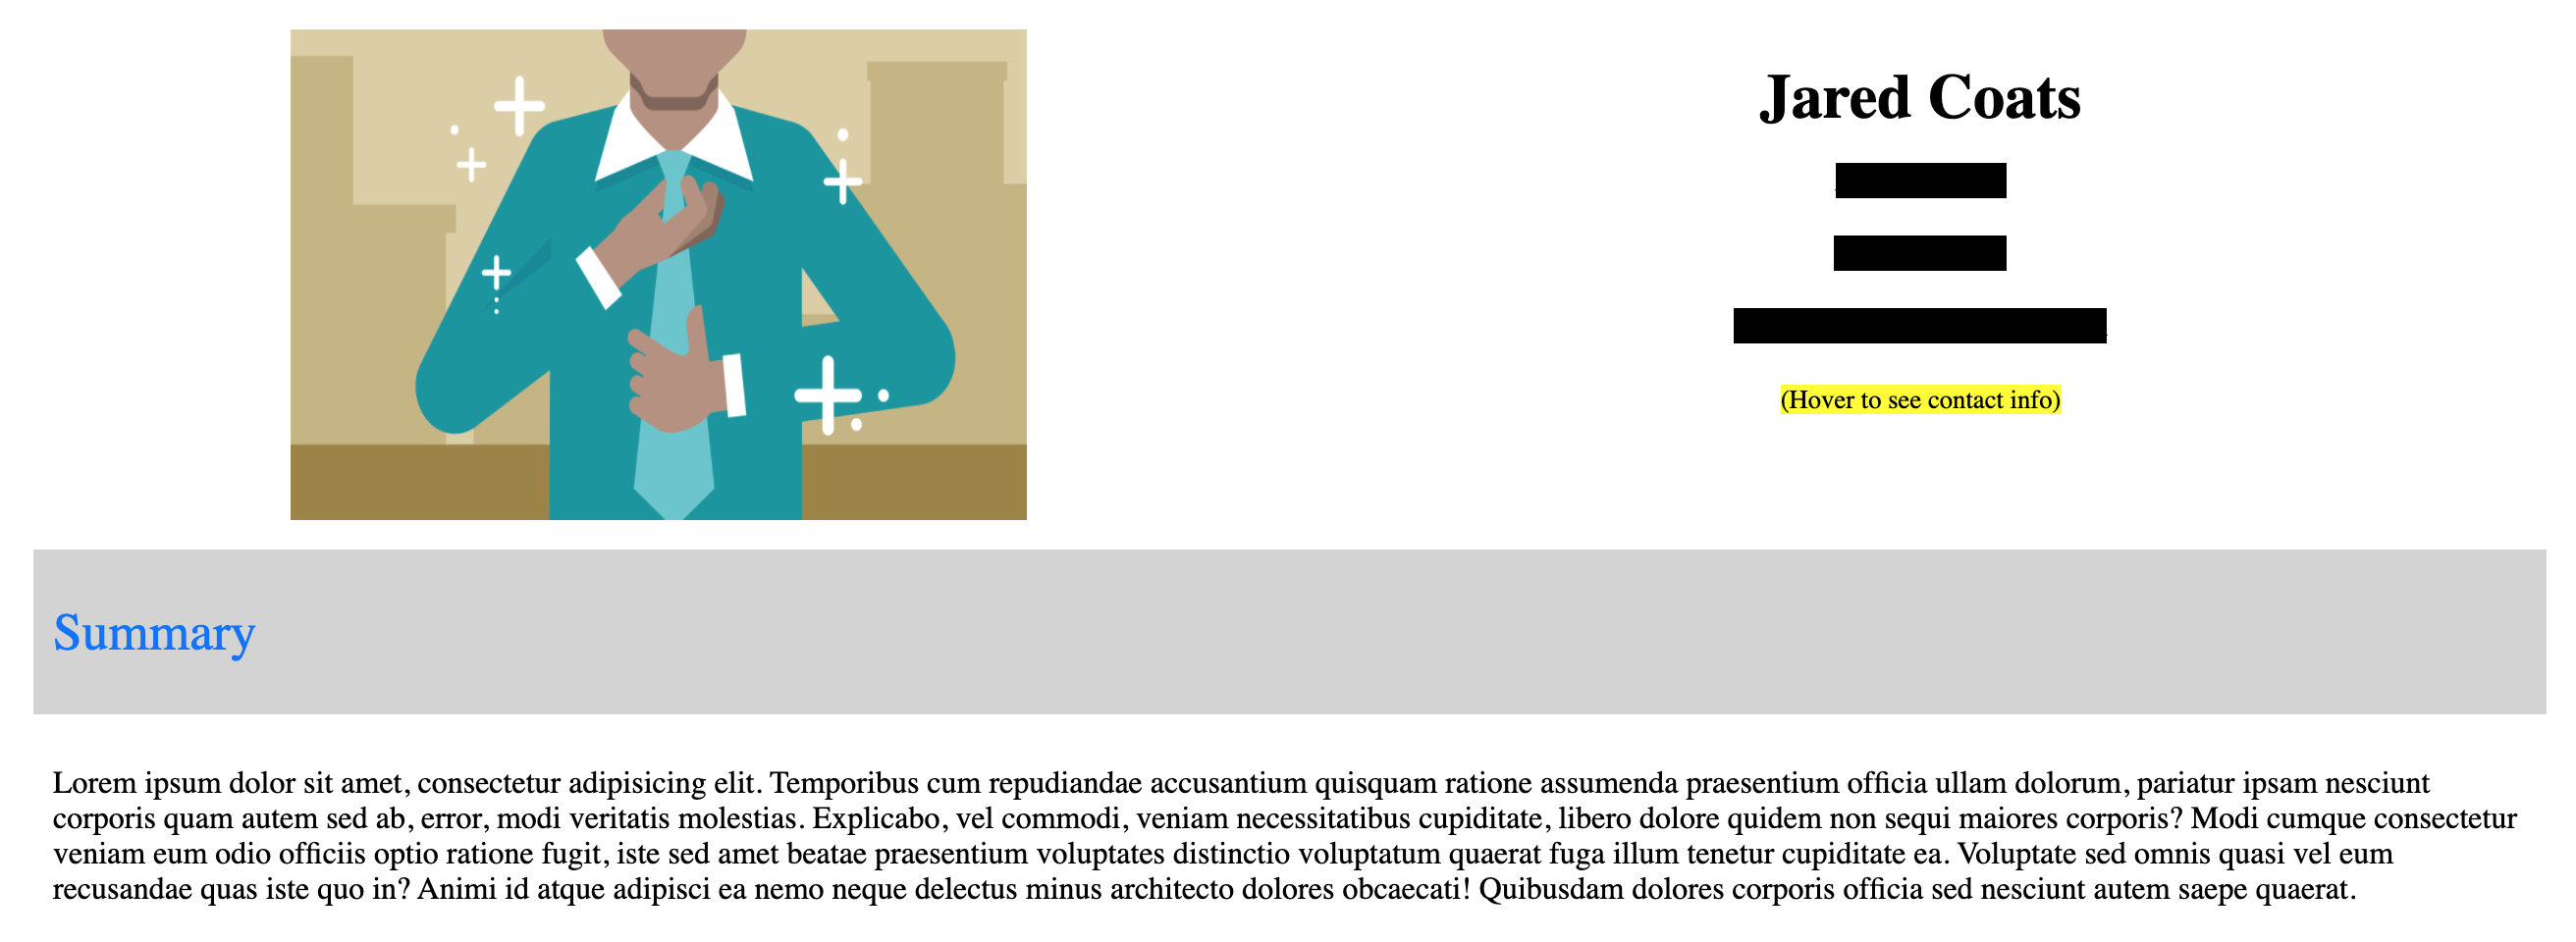 Jared Coats
(Hover to see contact info)
Summary
Lorem ipsum dolor sit amet, consectetur adipisicing elit. Temporibus cum repudiandae accusantium quisquam ratione assumenda praesentium officia ullam dolorum, pariatur ipsam nesciunt
corporis quam autem sed ab, error, modi veritatis molestias. Explicabo, vel commodi, veniam necessitatibus cupiditate, libero dolore quidem non sequi maiores corporis? Modi cumque consectetur
veniam eum odio officiis optio ratione fugit, iste sed amet beatae praesentium voluptates distinctio voluptatum quaerat fuga illum tenetur cupiditate ea. Voluptate sed omnis quasi vel eum
recusandae quas iste quo in? Animi id atque adipisci ea nemo neque delectus minus architecto dolores obcaecati! Quibusdam dolores corporis officia sed nesciunt autem saepe quaerat.